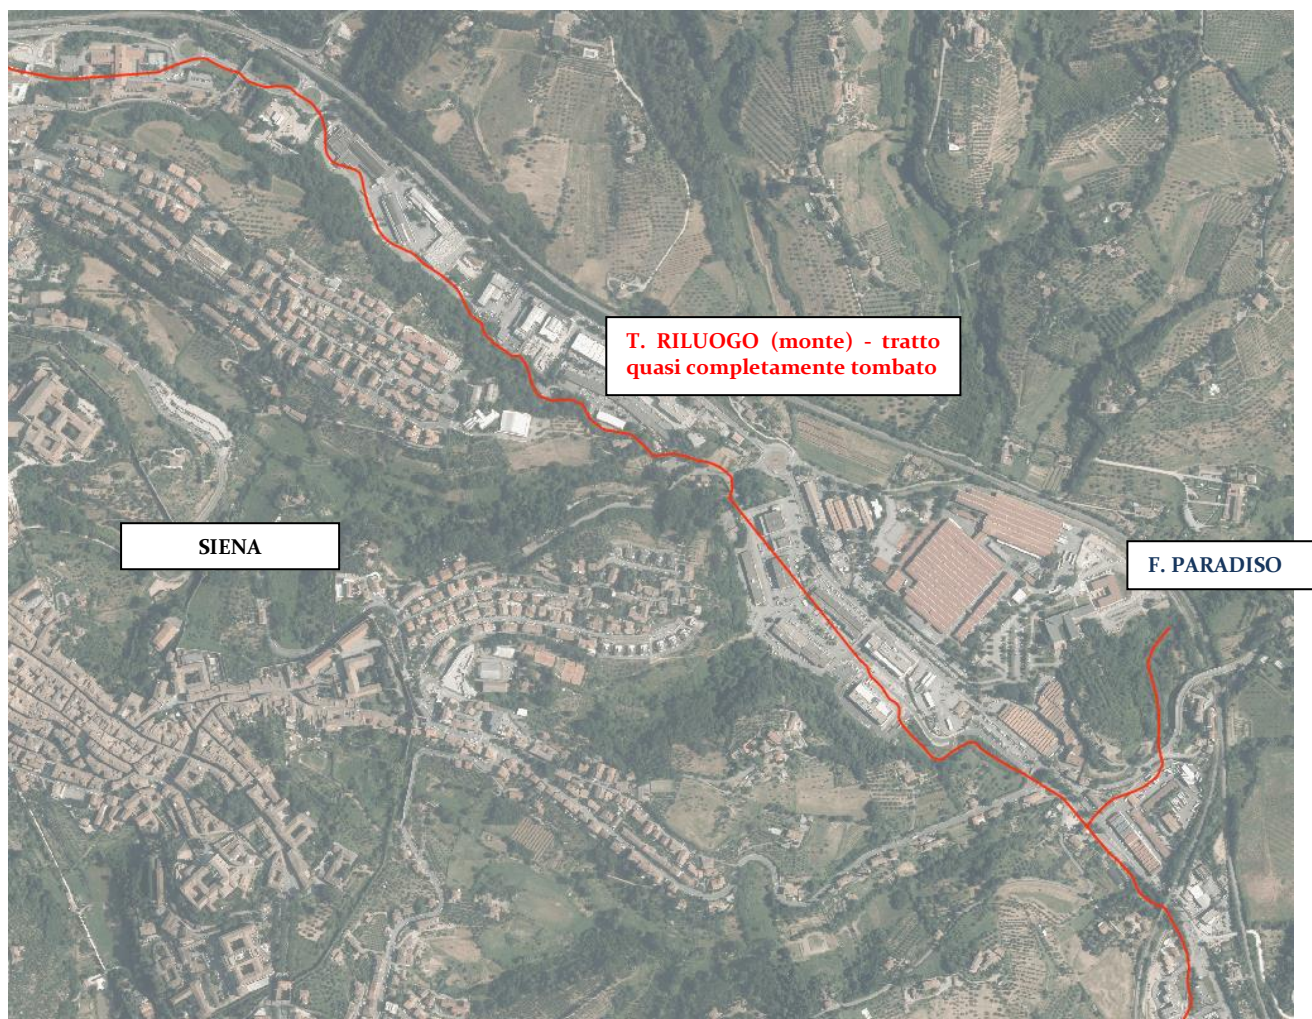 T. RILUOGO (monte) - tratto
quasi completamente tombato
SIENA
F. PARADISO